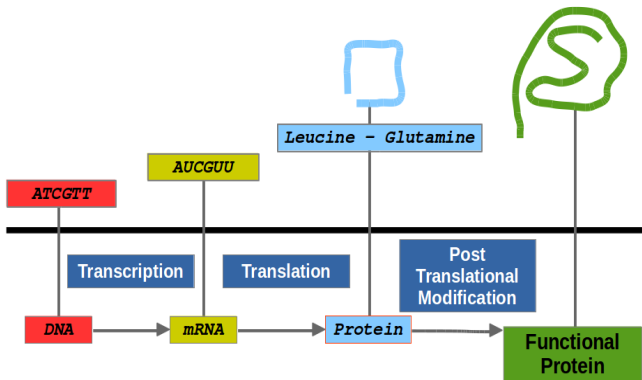 Leucine - Glutamine
AUCGUU
ATCGTT
Transcription
Translation
Post
Translational
Modification
DNA
mRNA
Protein
Functional
Protein